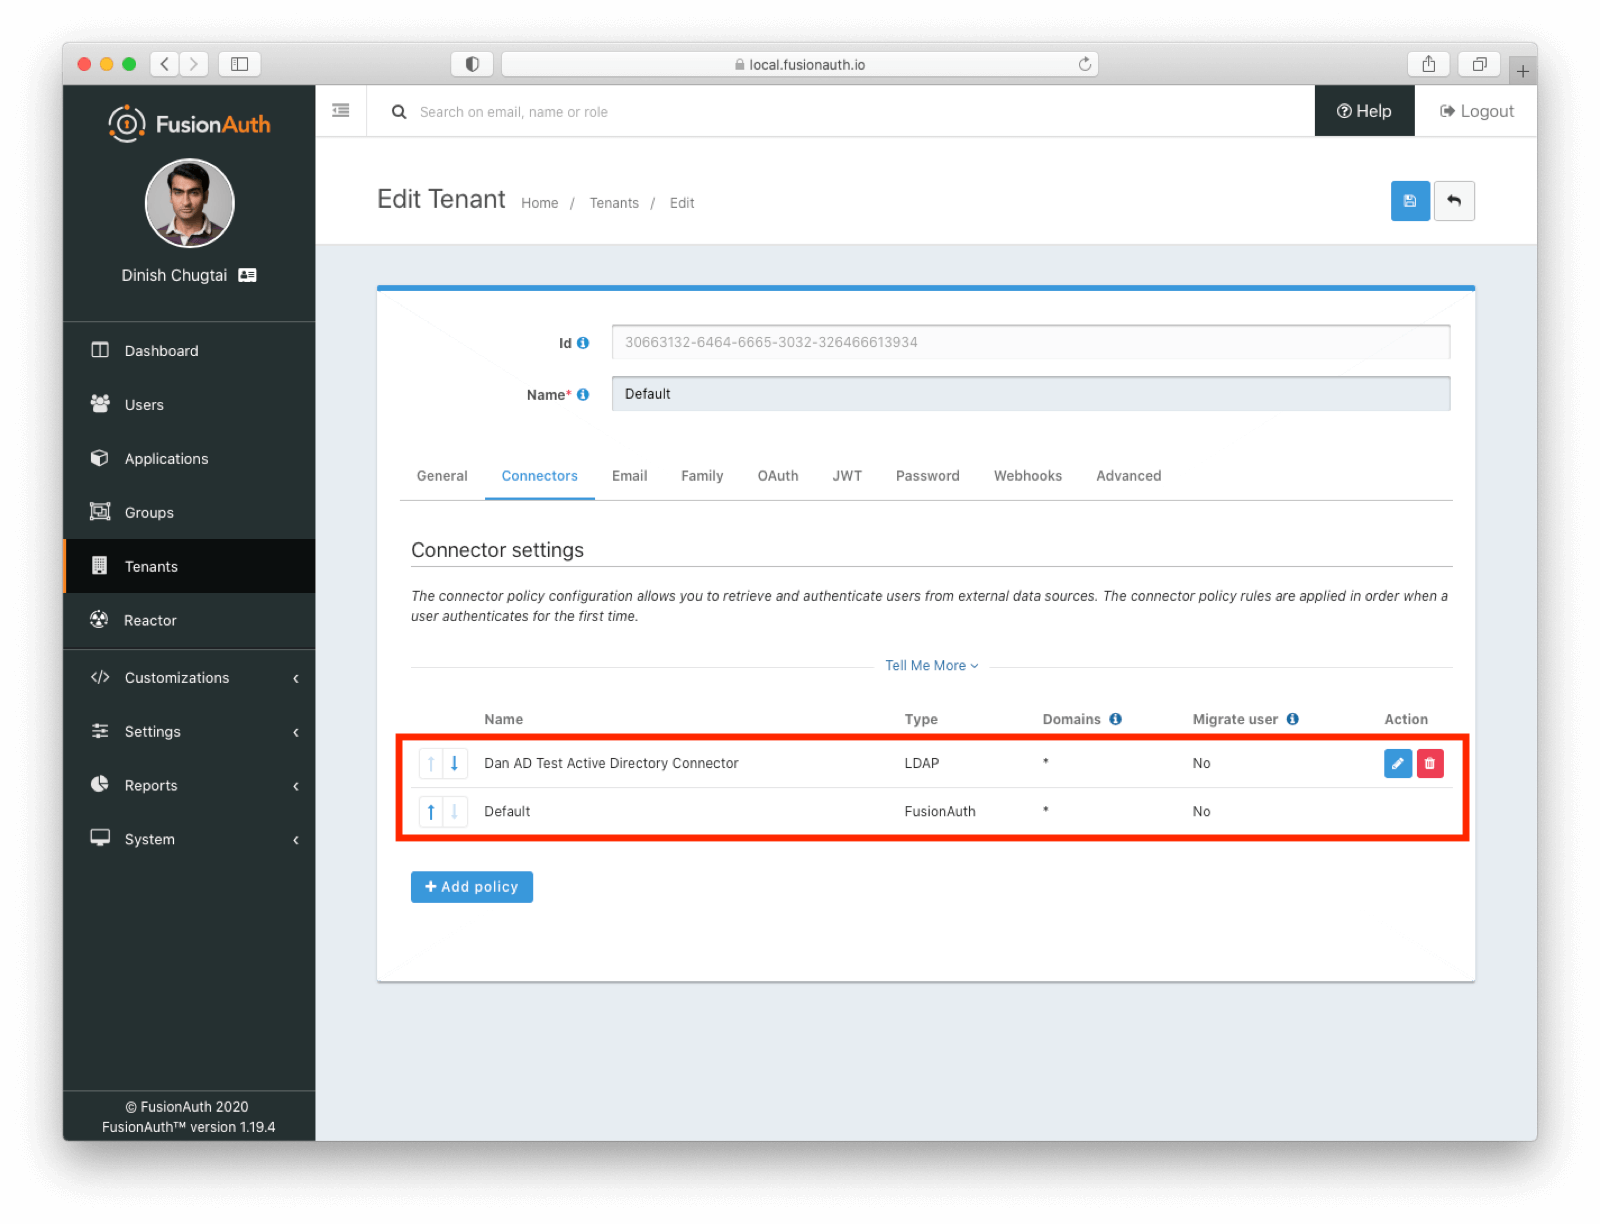 local.fusionauth.io
FusionAuth
Search on email, name or role
Help
Logout
Dinish Chugtai
Dashboard
Users
Applications
Groups
Tenants
Reactor
Customizations
Settings
Reports
System
© FusionAuth 2020
FusionAuth™ version 1.19.4
Edit Tenant Home / Tenants / Edit
Id 30663132-6464-6665-3032-326466613934
Name* Default
General Connectors Email Family OAuth JWT Password Webhooks Advanced
Connector settings
The connector policy configuration allows you to retrieve and authenticate users from external data sources. The connector policy rules are applied in order when a
user authenticates for the first time.
Tell Me More
Name Type Domains Migrate user Action
Dan AD Test Active Directory Connector LDAP * No
Default FusionAuth * No
+ Add policy